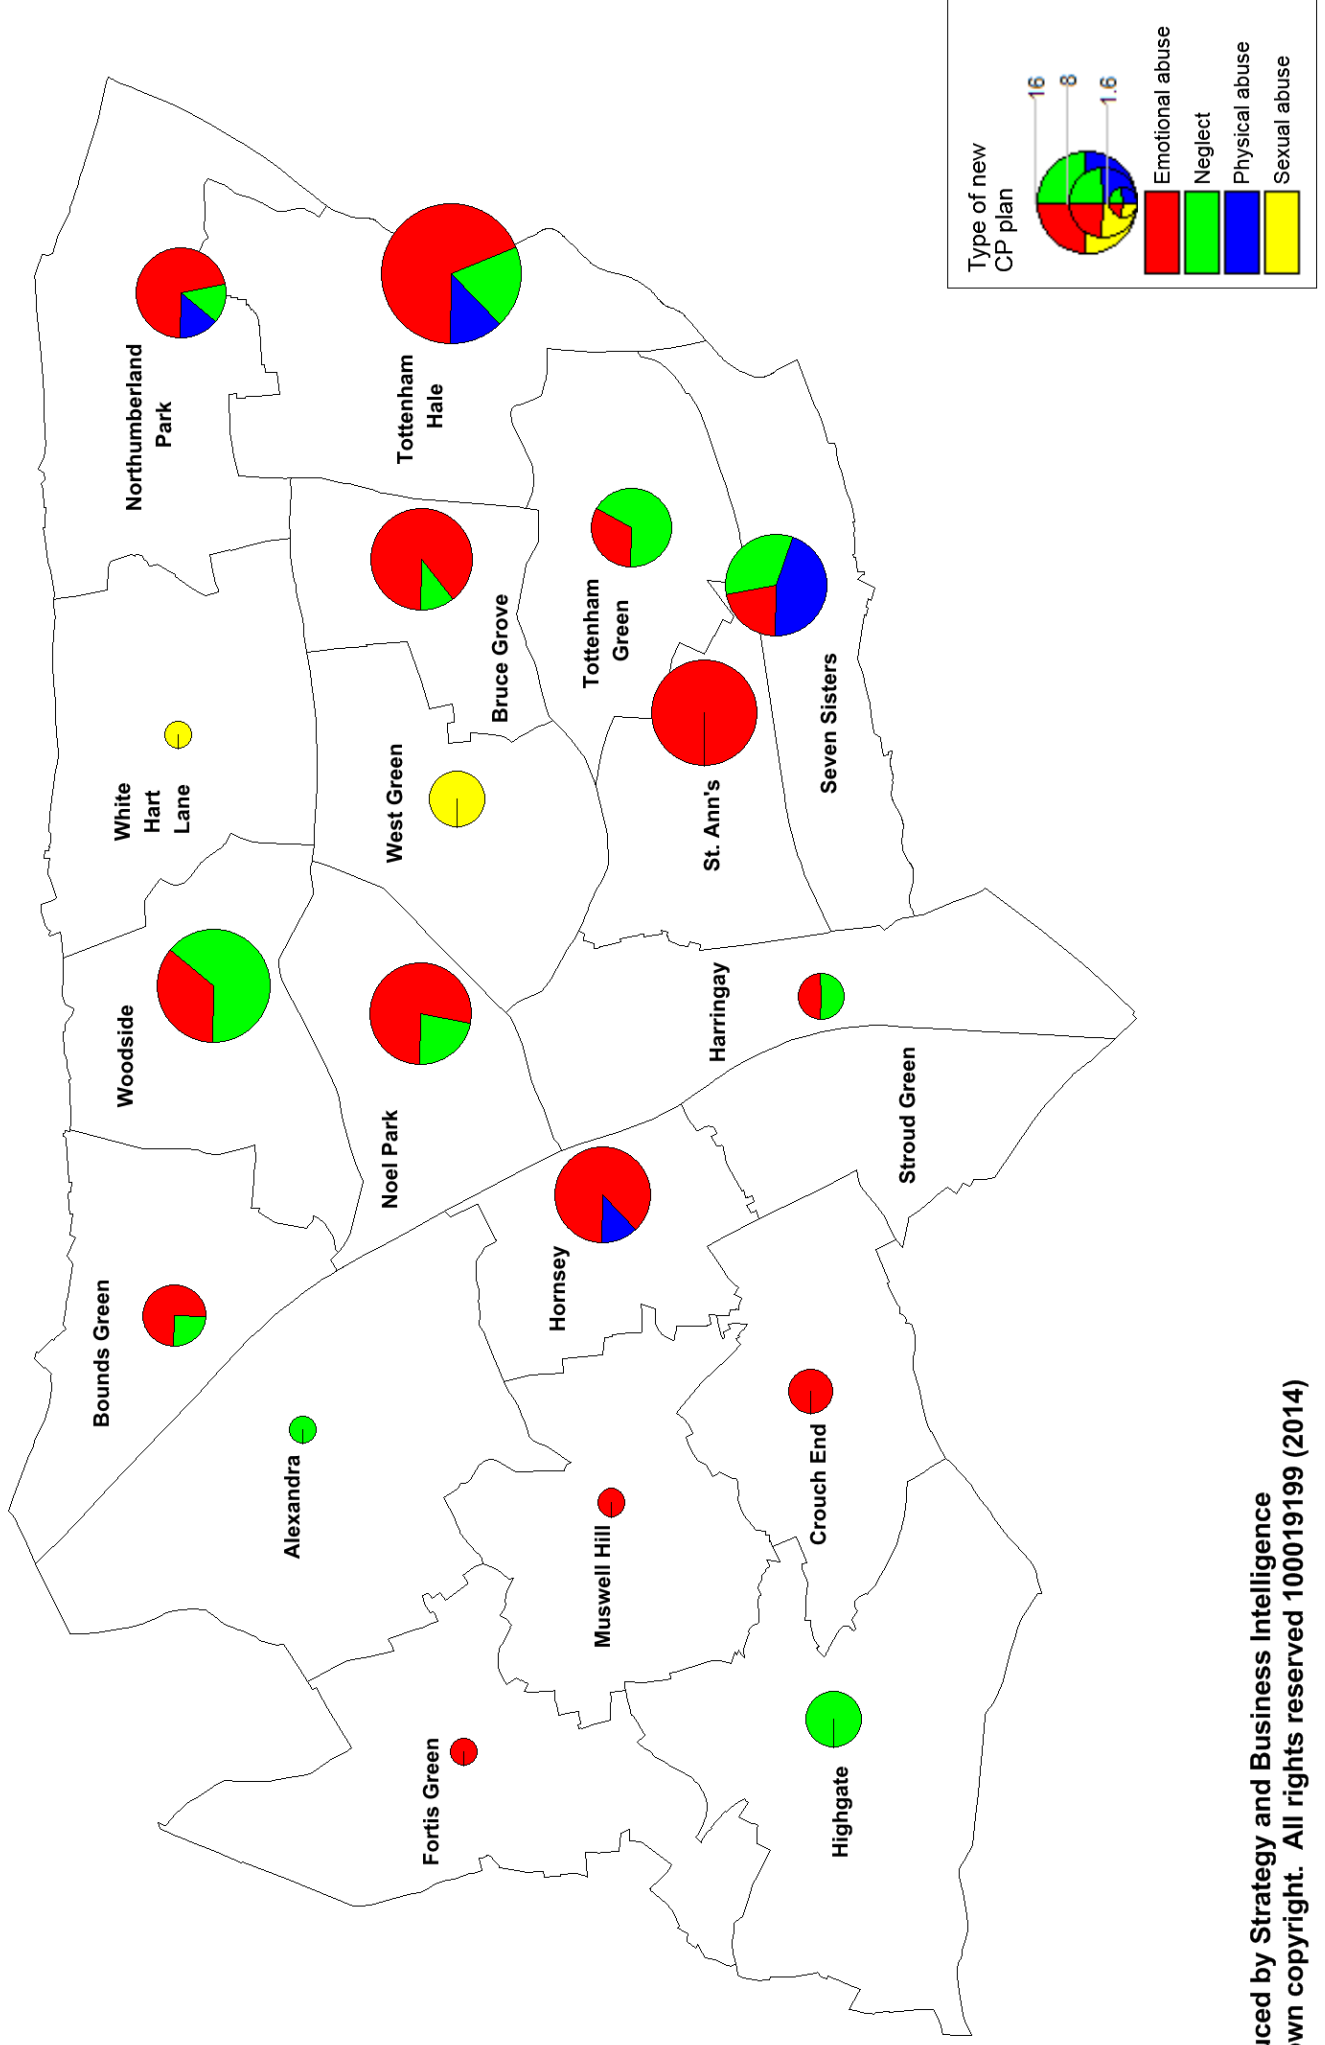 Northumberland
Park
Tottenham
Hale
White
Hart
Lane
Bruce Grove
West Green
Tottenham
Green
Woodside
Noel Park
St. Ann's
Seven Sisters
Bounds Green
Harringay
Stroud Green
Hornsey
Alexandra
Muswell Hill
Crouch End
Fortis Green
Highgate
Type of new
CP plan
16
8
1.6
Emotional abuse
Neglect
Physical abuse
Sexual abuse
by Strategy and Business Intelligence
copyright. All rights reserved 100019199 (2014)